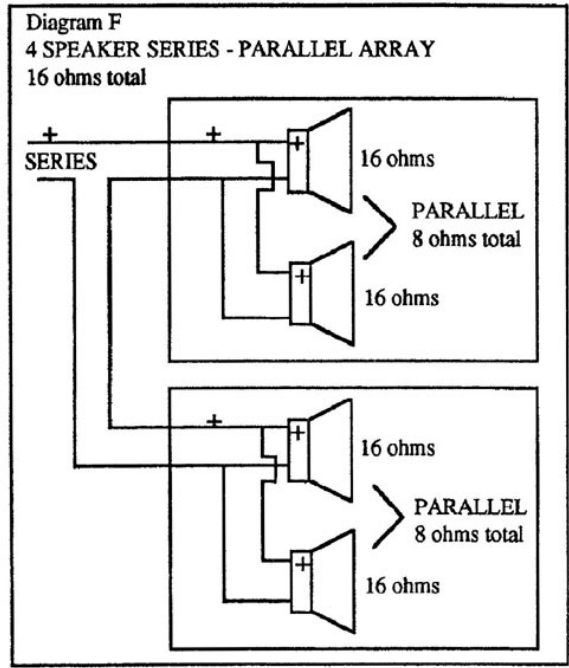 Diagram F
4 SPEAKER SERIES - PARALLEL ARRAY
16 ohms total
+
+
SERIES
+
16 ohms
PARALLEL
8 ohms total
+
16 ohms
+
+
16 ohms
PARALLEL
8 ohms total
+
16 ohms